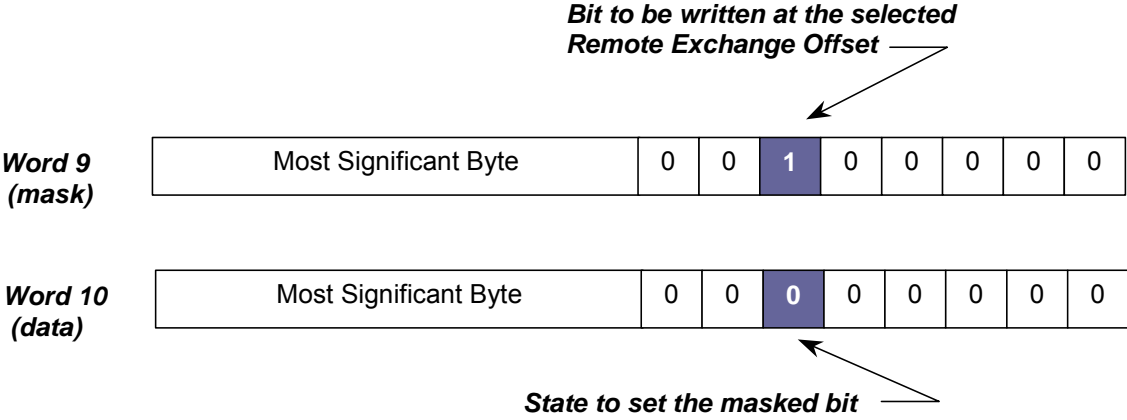 Bit to be written at the selected
Remote Exchange Offset
Word 9
(mask)
Most Significant Byte 0 0 1 0 0 0 0 0
Word 10
(data)
Most Significant Byte 0 0 0 0 0 0 0 0
State to set the masked bit